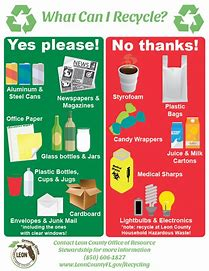 What Can I Recycle?
Yes please!
No thanks!
Aluminum &
Steel Cans
NEWS
Newspapers &
Magazines
Styrofoam
Plastic
Bags
Office Paper
Glass bottles & Jars
Candy Wrappers
Juice & Milk
Cartons
Plastic Bottles,
Cups & Jugs
Medical Sharps
Cardboard
Envelopes & Junk Mail
*including the ones
with clear windows!
Lightbulbs & Electronics
*note: recycle at Leon County
Household Hazardous Waste!
LEON
Contact Leon County Office of Resource
Stewardship for more information
(850) 606-1827
www.LeonCountyFL.gov/Recycling